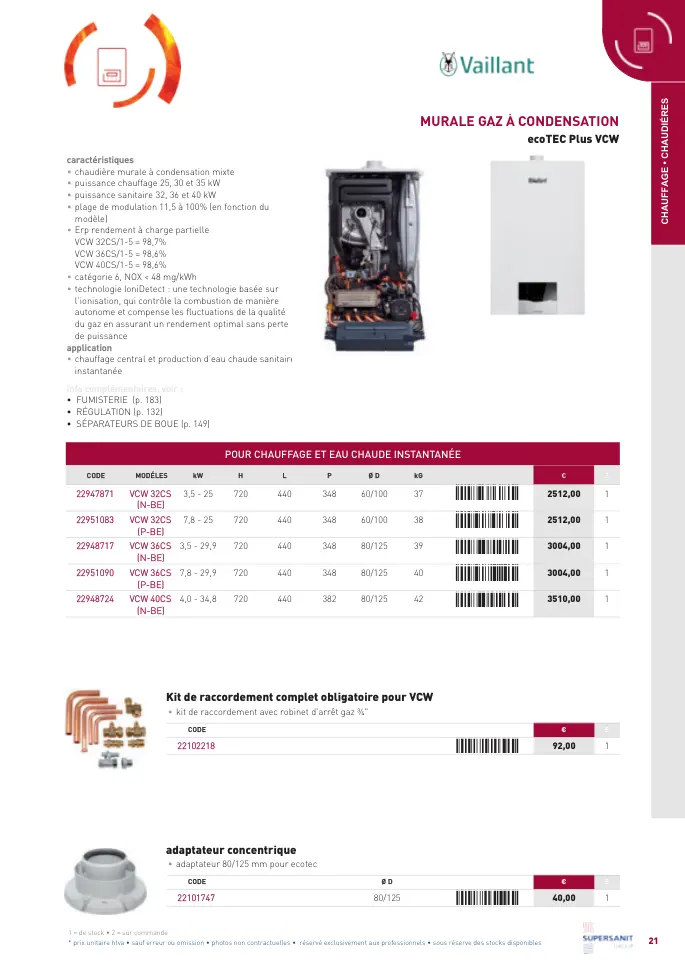 Vaillant
MURALE GAZ À CONDENSATION
ecoTEC Plus VCW
CHAUFFAGE • CHAUDIÈRES
caractéristiques
• chaudière murale à condensation mixte
• puissance chauffage 25, 30 et 35 kW
• puissance sanitaire 32, 36 et 40 kW
• plage de modulation 11,5 à 100% (en fonction du
modèle)
• Erp rendement à charge partielle
VCW 32CS/1-5 = 98,7%
VCW 36CS/1-5 = 98,6%
VCW 40CS/1-5 = 98,6%
• catégorie 6, NOX < 48 mg/kWh
• technologie IoniDetect : une technologie basée sur
l'ionisation, qui contrôle la combustion de manière
autonome et compense les fluctuations de la qualité
du gaz en assurant un rendement optimal sans perte
de puissance
application
• chauffage central et production d'eau chaude sanitaire
instantanée
info complémentaires, voir :
• FUMISTERIE (p. 183)
• RÉGULATION (p. 132)
• SÉPARATEURS DE BOUE (p. 149)
POUR CHAUFFAGE ET EAU CHAUDE INSTANTANÉE
CODE MODÈLES kW H L P Ø D kG €
22947871 VCW 32CS 3,5 - 25 720 440 348 60/100 37 2512,00 1
(N-BE)
22951083 VCW 32CS 7,8 - 25 720 440 348 60/100 38 2512,00 1
(P-BE)
22948717 VCW 36CS 3,5 - 29,9 720 440 348 80/125 39 3004,00 1
(N-BE)
22951090 VCW 36CS 7,8 - 29,9 720 440 348 80/125 40 3004,00 1
(P-BE)
22948724 VCW 40CS 4,0 - 34,8 720 440 382 80/125 42 3510,00 1
(N-BE)
Kit de raccordement complet obligatoire pour VCW
• kit de raccordement avec robinet d'arrêt gaz ¾"
CODE €
22102218 92,00 1
adaptateur concentrique
• adaptateur 80/125 mm pour ecotec
CODE Ø D €
22101747 80/125 40,00 1
1 = de stock • 2 = sur commande
* prix unitaire htva • sauf erreur ou omission • photos non contractuelles • réservé exclusivement aux professionnels • sous réserve des stocks disponibles
SUPERSANIT
GROUP
21